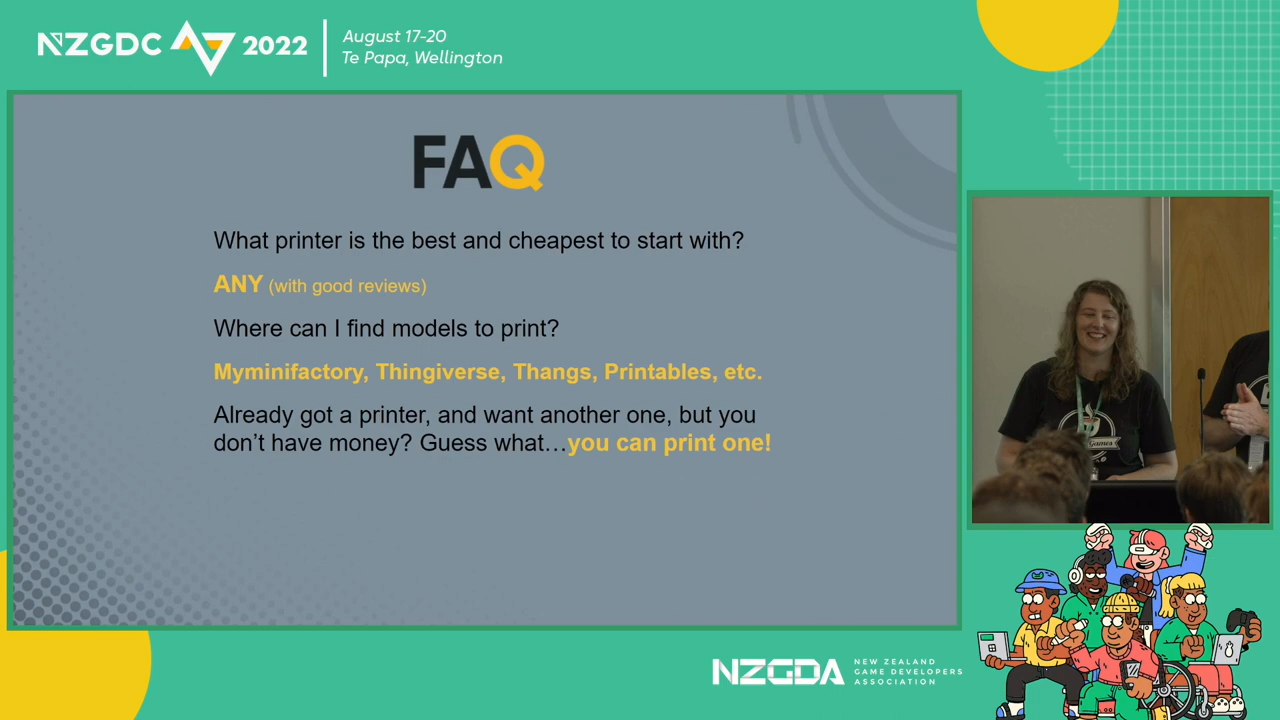 NZGDC 2022
August 17-20
Te Papa, Wellington
FAQ
What printer is the best and cheapest to start with?
ANY (with good reviews)
Where can I find models to print?
Myminifactory, Thingiverse, Thangs, Printables, etc.
Already got a printer, and want another one, but you
don't have money? Guess what…you can print one!
Games
NZGDA
NEW ZEALAND
GAME DEVELOPERS
ASSOCIATION